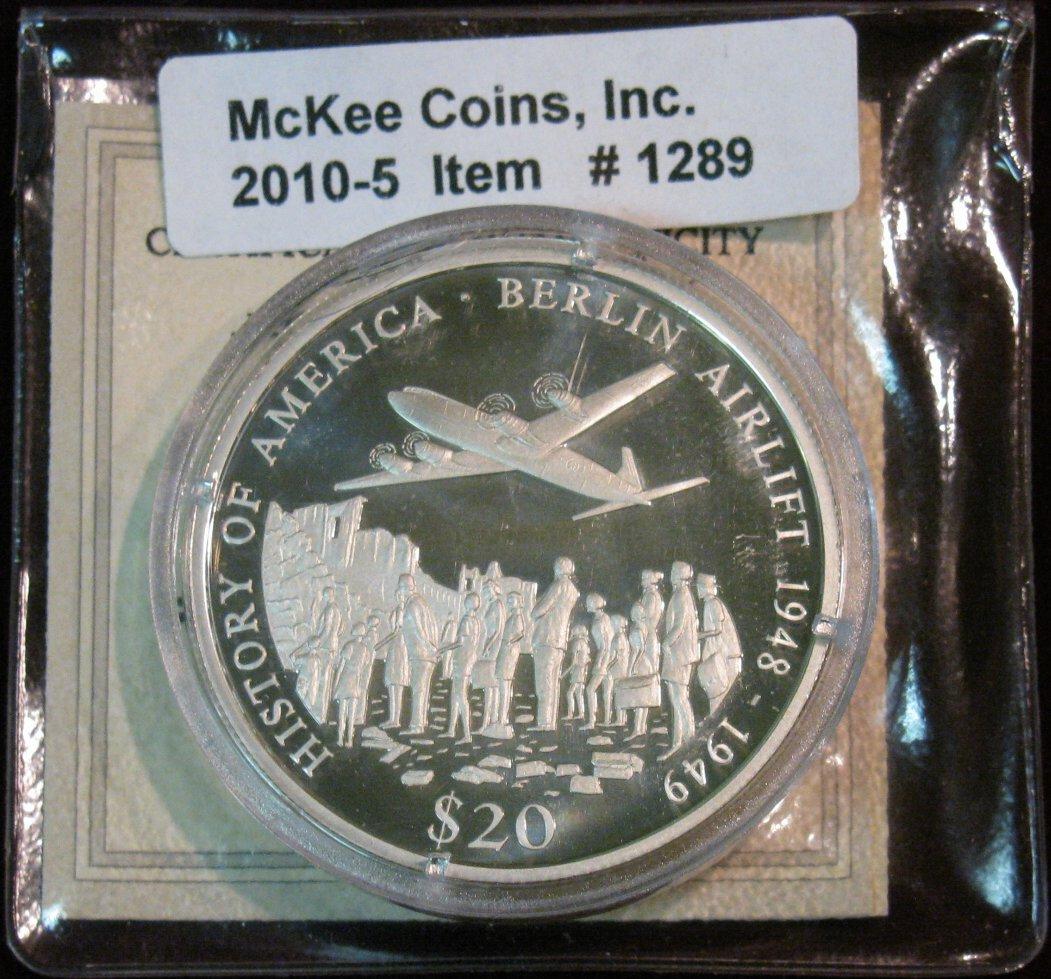 McKee Coins, Inc.
2010-5 Item # 1289
HISTORY OF AMERICA · BERLIN AIRLIFT 1948 - 1949
$20